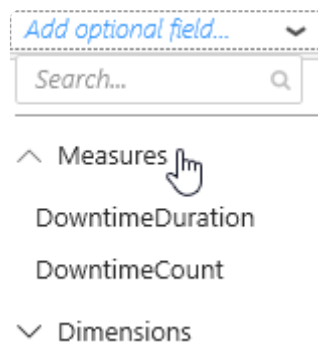 Add optional field...
Search...
Measures
DowntimeDuration
DowntimeCount
Dimensions